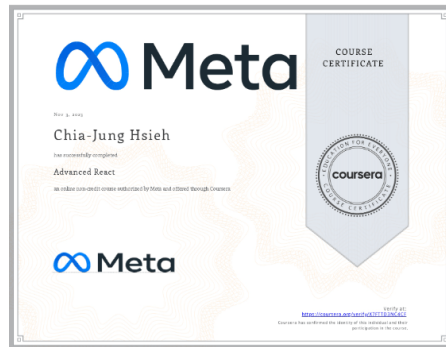 Meta
COURSE
CERTIFICATE
Chia-Jung Hsieh
has successfully completed
Advanced React
an online non-credit course authorized by Meta and offered through Coursera
EDUCATION FOR EVERYONE
coursera
COURSE CERTIFICATE
Meta
Verify at:
Coursera has confirmed the identity of this individual and their
participation in the course.